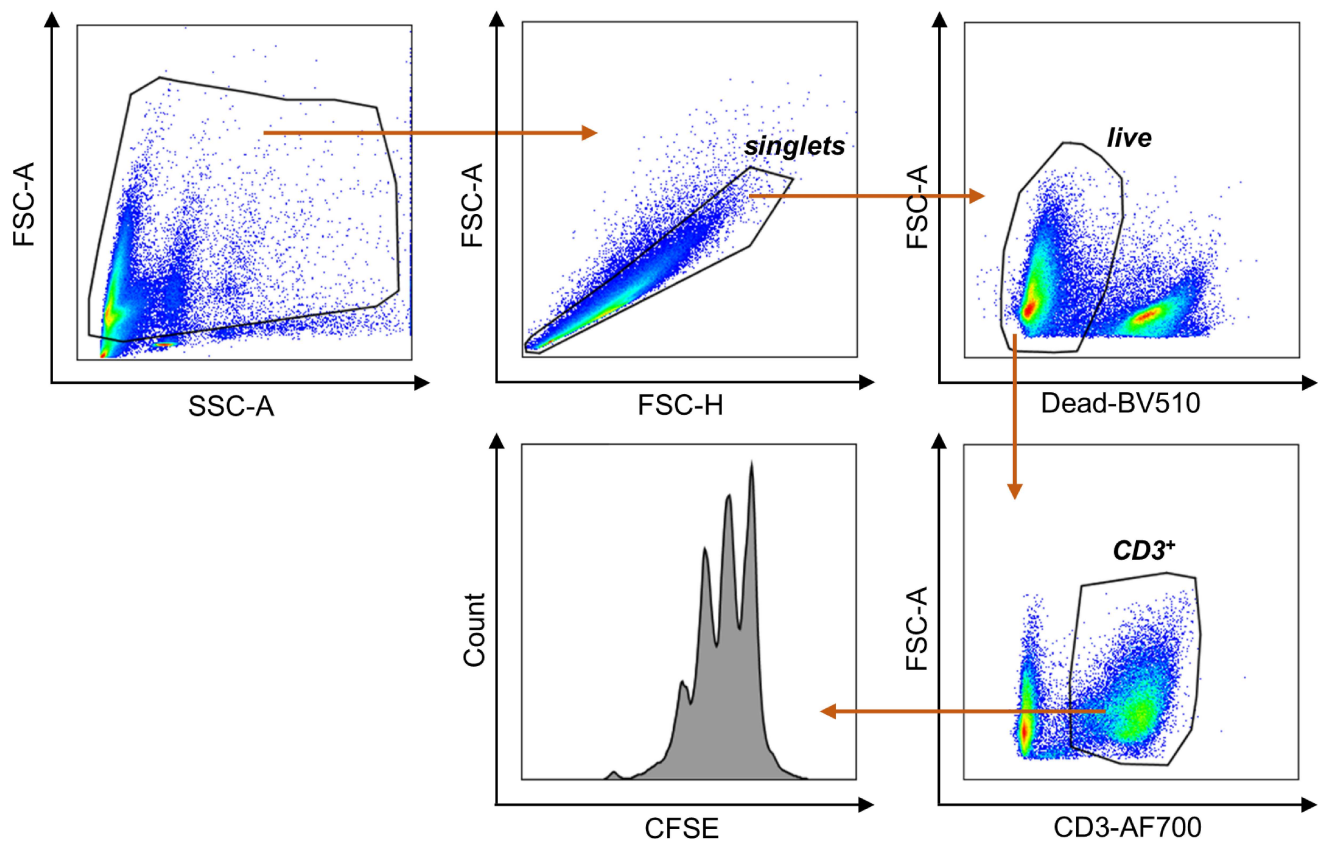 FSC-A
SSC-A
FSC-A
singlets
FSC-H
FSC-A
live
Dead-BV510
Count
CFSE
FSC-A
CD3⁺
CD3-AF700